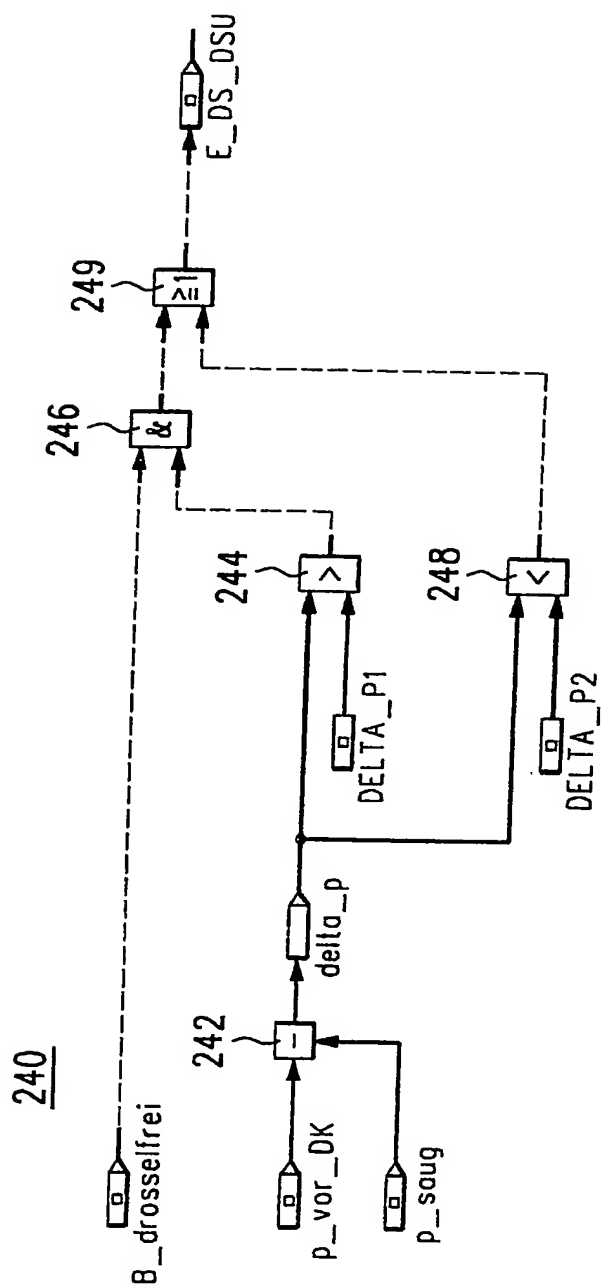 240
B_drosselfrei
p_vor_DK
p_saug
242
−
delta_p
DELTA_P1
DELTA_P2
244
>
248
<
246
&
249
≥1
E_DS_DSU